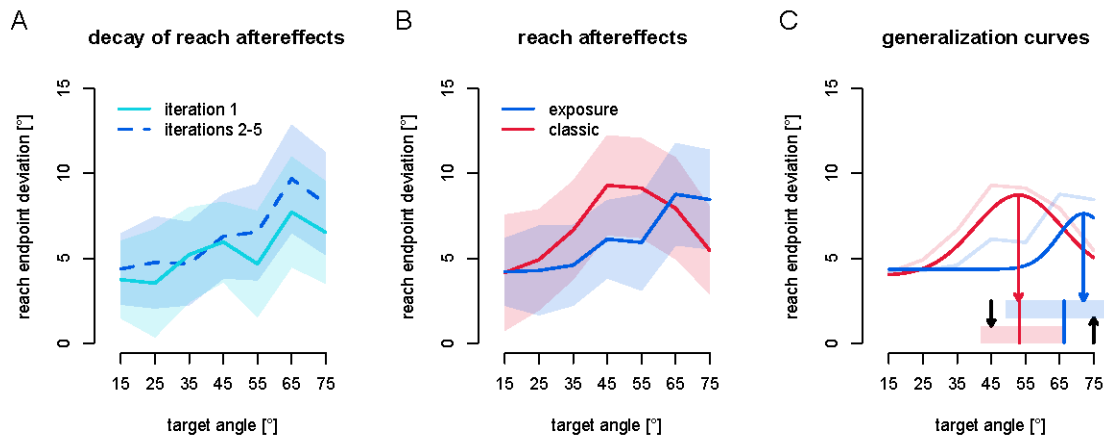 A
decay of reach aftereffects
reach endpoint deviation [°]
15
10
5
0
iteration 1
iterations 2-5
15 25 35 45 55 65 75
target angle [°]
B
reach aftereffects
reach endpoint deviation [°]
15
10
5
0
exposure
classic
15 25 35 45 55 65 75
target angle [°]
C
generalization curves
reach endpoint deviation [°]
15
10
5
0
15 25 35 45 55 65 75
target angle [°]